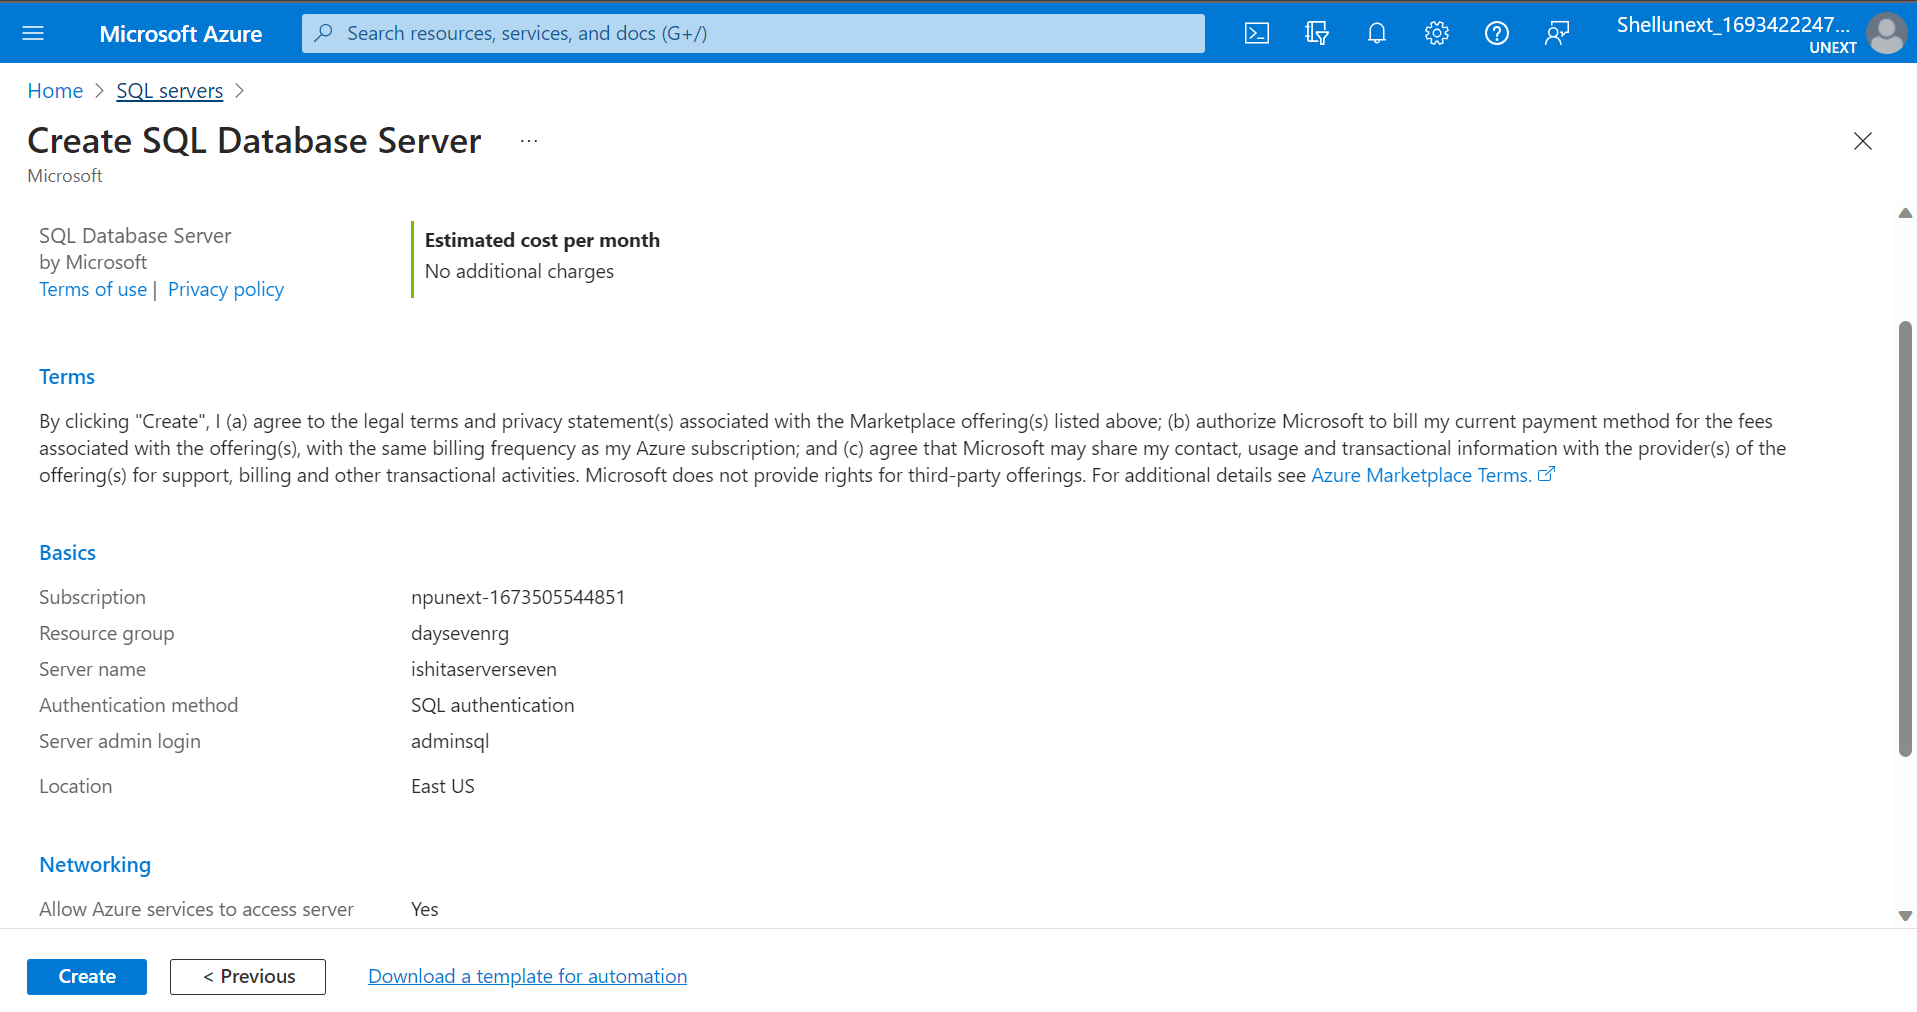 Microsoft Azure
Search resources, services, and docs (G+/)
Shellunext_1693422247...
UNEXT
Home > SQL servers >
Create SQL Database Server ...
Microsoft
SQL Database Server
by Microsoft
Terms of use | Privacy policy
Estimated cost per month
No additional charges
Terms
By clicking "Create", I (a) agree to the legal terms and privacy statement(s) associated with the Marketplace offering(s) listed above; (b) authorize Microsoft to bill my current payment method for the fees
associated with the offering(s), with the same billing frequency as my Azure subscription; and (c) agree that Microsoft may share my contact, usage and transactional information with the provider(s) of the
offering(s) for support, billing and other transactional activities. Microsoft does not provide rights for third-party offerings. For additional details see Azure Marketplace Terms.
Basics
Subscription npunext-1673505544851
Resource group daysevenrg
Server name ishitaserverseven
Authentication method SQL authentication
Server admin login adminsql
Location East US
Networking
Allow Azure services to access server Yes
Create < Previous Download a template for automation